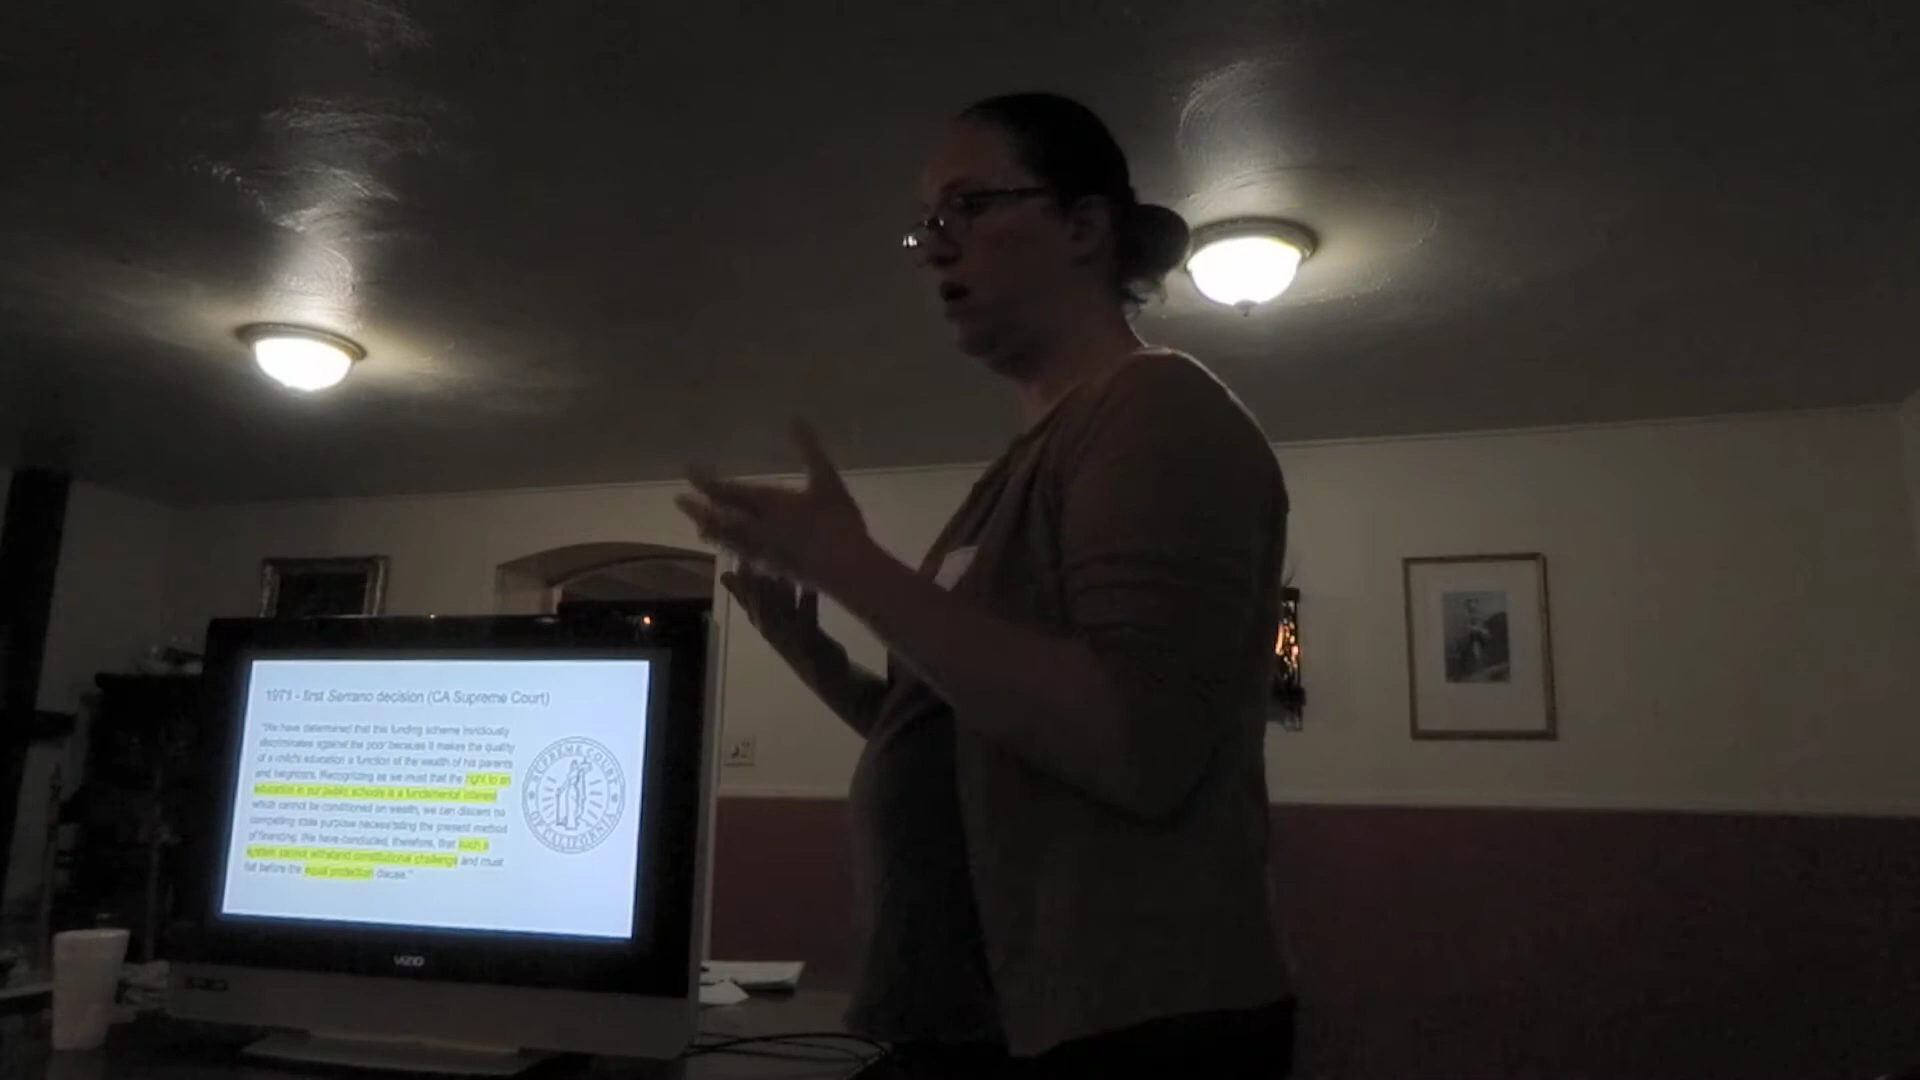 1971 - first Serrano decision (CA Supreme Court)
"We have determined that this funding scheme invidiously
discriminates against the poor because it makes the quality
of a child's education a function of the wealth of his parents
and neighbors. Recognizing as we must that the right to an
education in our public schools is a fundamental interest
which cannot be conditioned on wealth, we can discern no
compelling state purpose necessitating the present method
of financing. We have concluded, therefore, that such a
system cannot withstand constitutional challenge and must
fall before the equal protection clause."
SUPREME COURT
OF CALIFORNIA
VIZIO